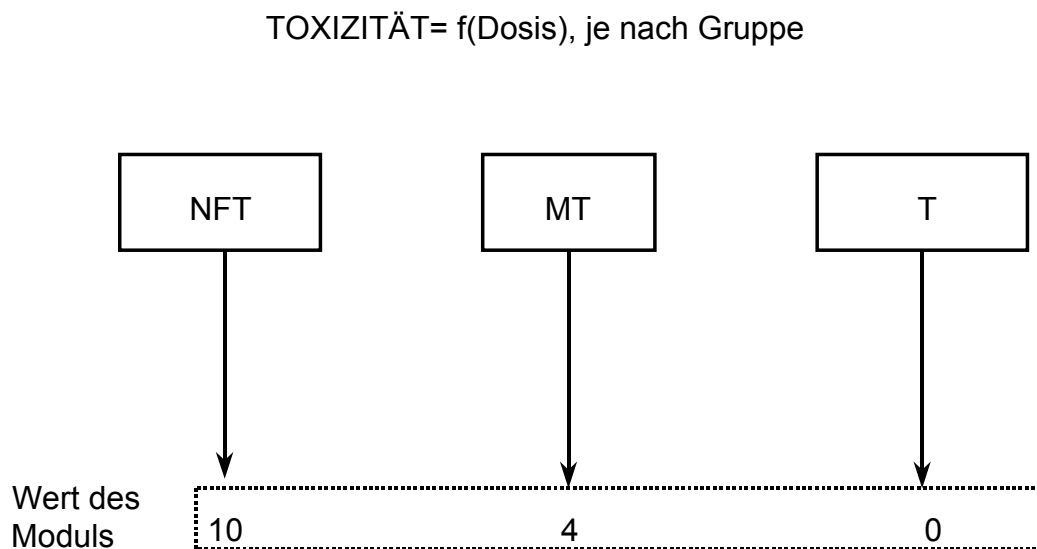 TOXIZITÄT= f(Dosis), je nach Gruppe
NFT MT T
Wert des
Moduls 10 4 0